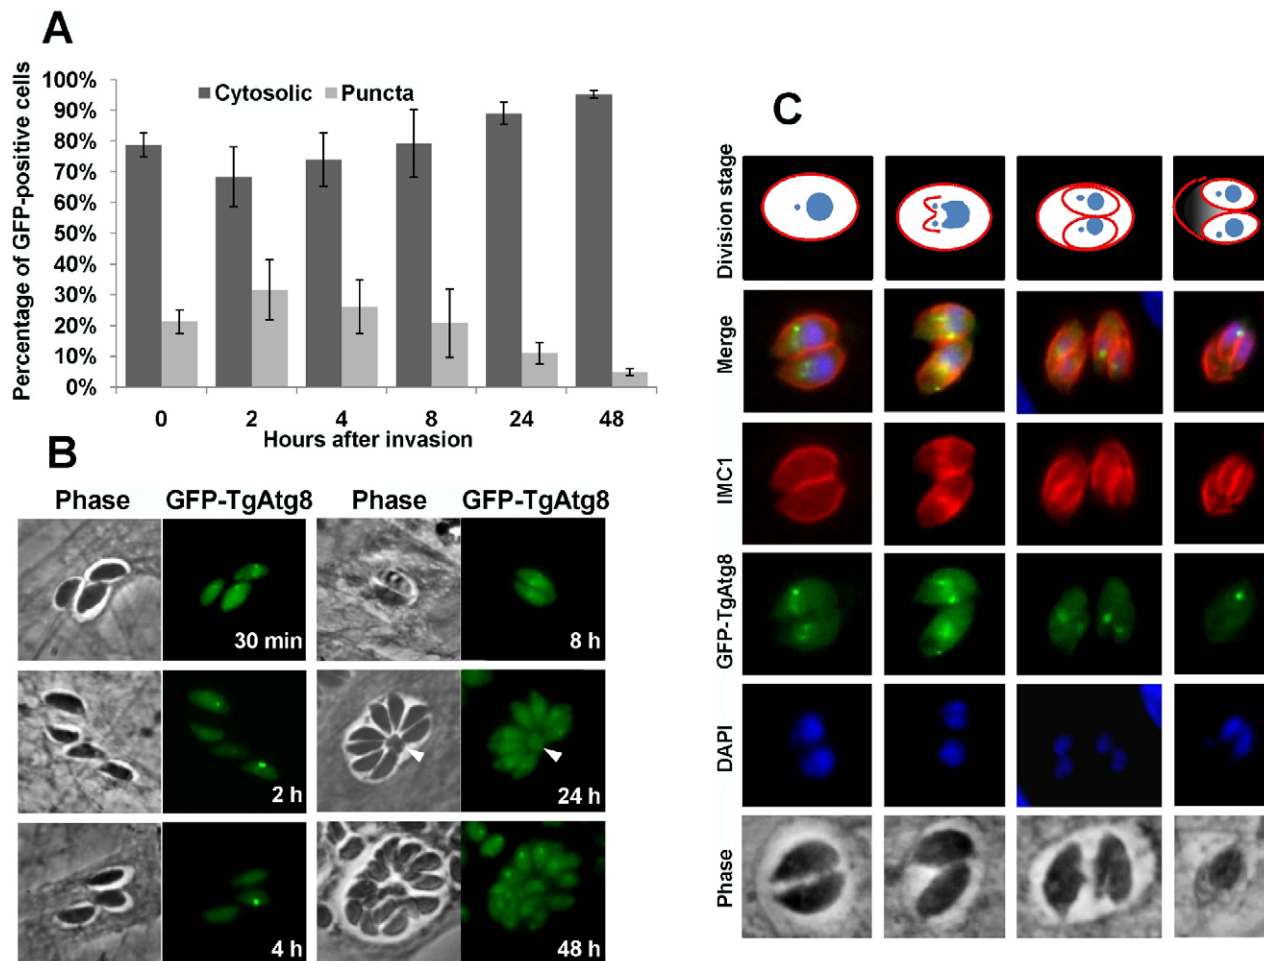 A
Percentage of GFP-positive cells
100%
90%
80%
70%
60%
50%
40%
30%
20%
10%
0%
Cytosolic Puncta
0 2 4 8 24 48
Hours after invasion
B
Phase GFP-TgAtg8 Phase GFP-TgAtg8
30 min 8 h
2 h 24 h
4 h 48 h
C
Division stage
Merge
IMC1
GFP-TgAtg8
DAPI
Phase